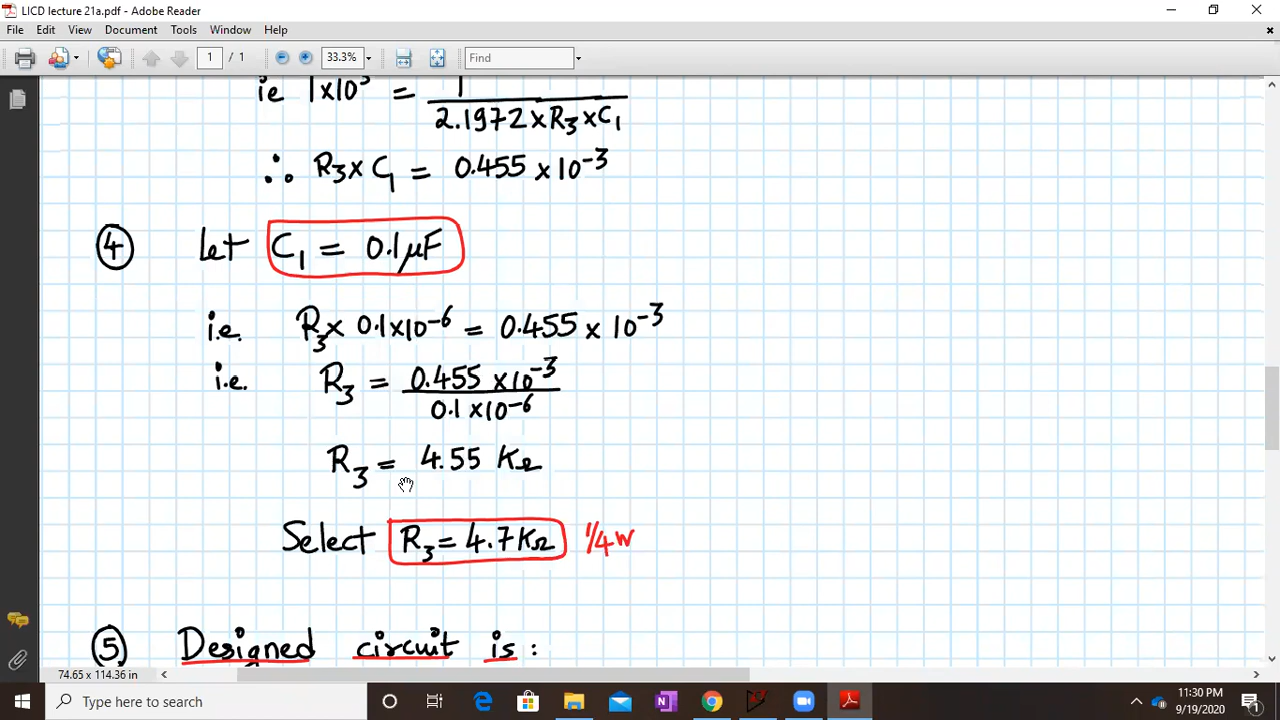 LICD lecture 21a.pdf - Adobe Reader
File Edit View Document Tools Window Help
1 / 1 33.3% Find
ie 1x10³ = 1
2.1972 x R₃ x C₁
∴ R₃ x C₁ = 0.455 x 10⁻³
④ Let C₁ = 0.1μF
i.e. R₃ x 0.1x10⁻⁶ = 0.455 x 10⁻³
i.e. R₃ = 0.455 x10⁻³
0.1 x10⁻⁶
R₃ = 4.55 KΩ
Select R₃ = 4.7KΩ 1/4 W
⑤ Designed circuit is :
74.65 x 114.36 in
Type here to search
11:30 PM
9/19/2020
1